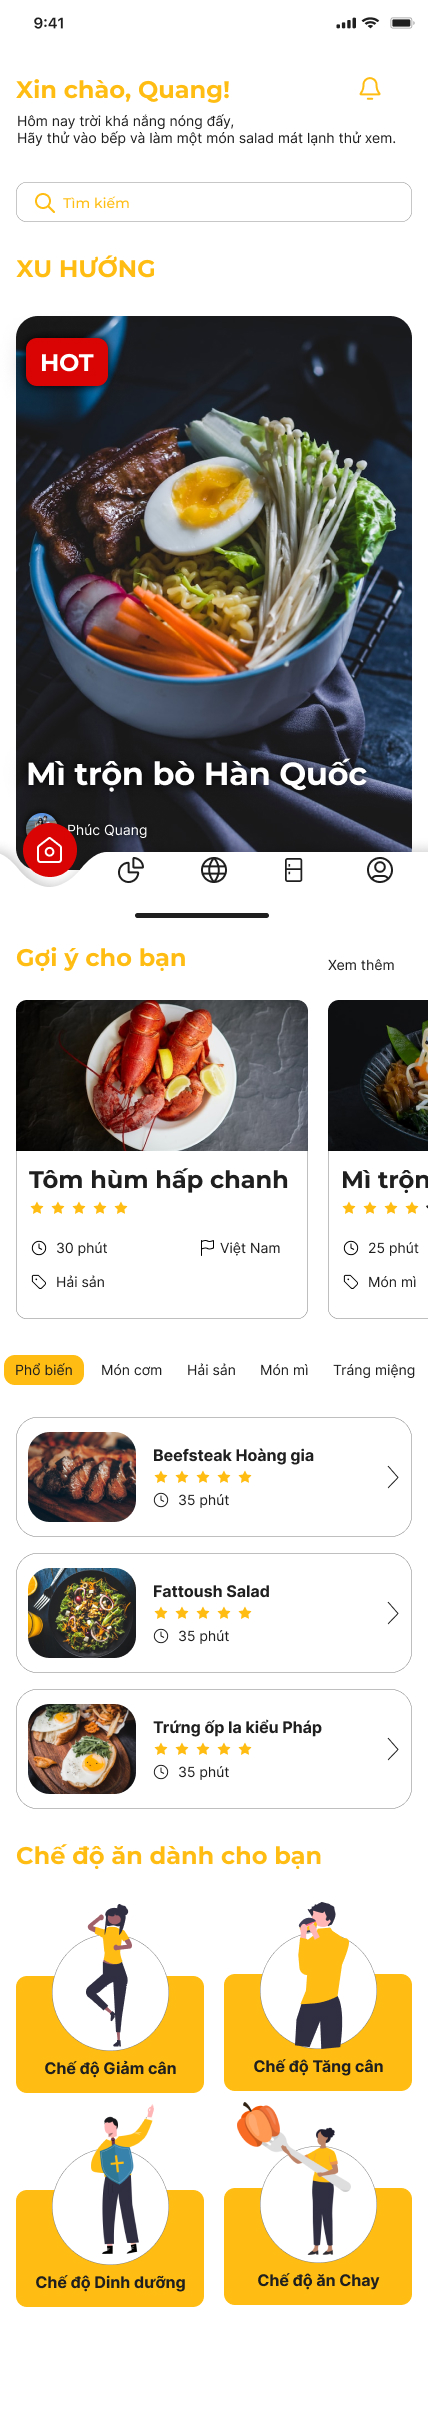 9:41
Xin chào, Quang!
Hôm nay trời khá nắng nóng đấy,
Hãy thử vào bếp và làm một món salad mát lạnh thử xem.
Tìm kiếm
XU HƯỚNG
HOT
Mì trộn bò Hàn Quốc
Phúc Quang
Gợi ý cho bạn
Xem thêm
Tôm hùm hấp chanh
30 phút
Việt Nam
Hải sản
Mì trộn
25 phút
Món mì
Phổ biến
Món cơm
Hải sản
Món mì
Tráng miệng
Beefsteak Hoàng gia
35 phút
Fattoush Salad
35 phút
Trứng ốp la kiểu Pháp
35 phút
Chế độ ăn dành cho bạn
Chế độ Giảm cân
Chế độ Tăng cân
Chế độ Dinh dưỡng
Chế độ ăn Chay